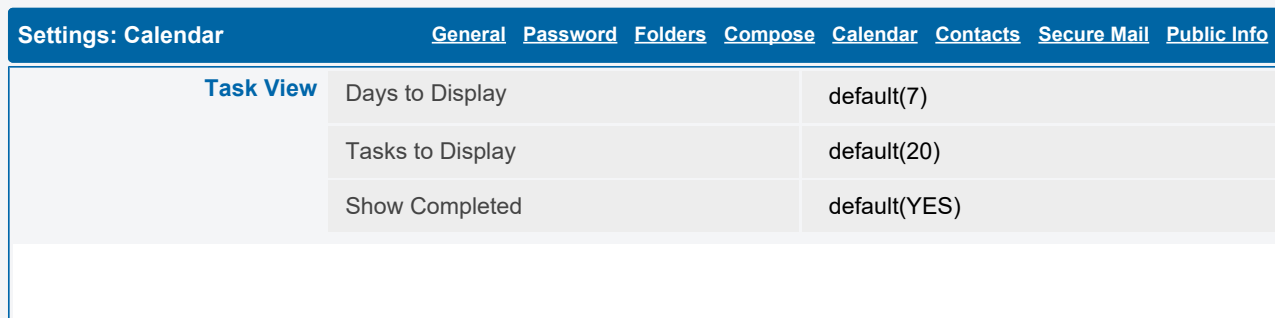 Settings: Calendar General Password Folders Compose Calendar Contacts Secure Mail Public Info
Task View Days to Display default(7)
Tasks to Display default(20)
Show Completed default(YES)